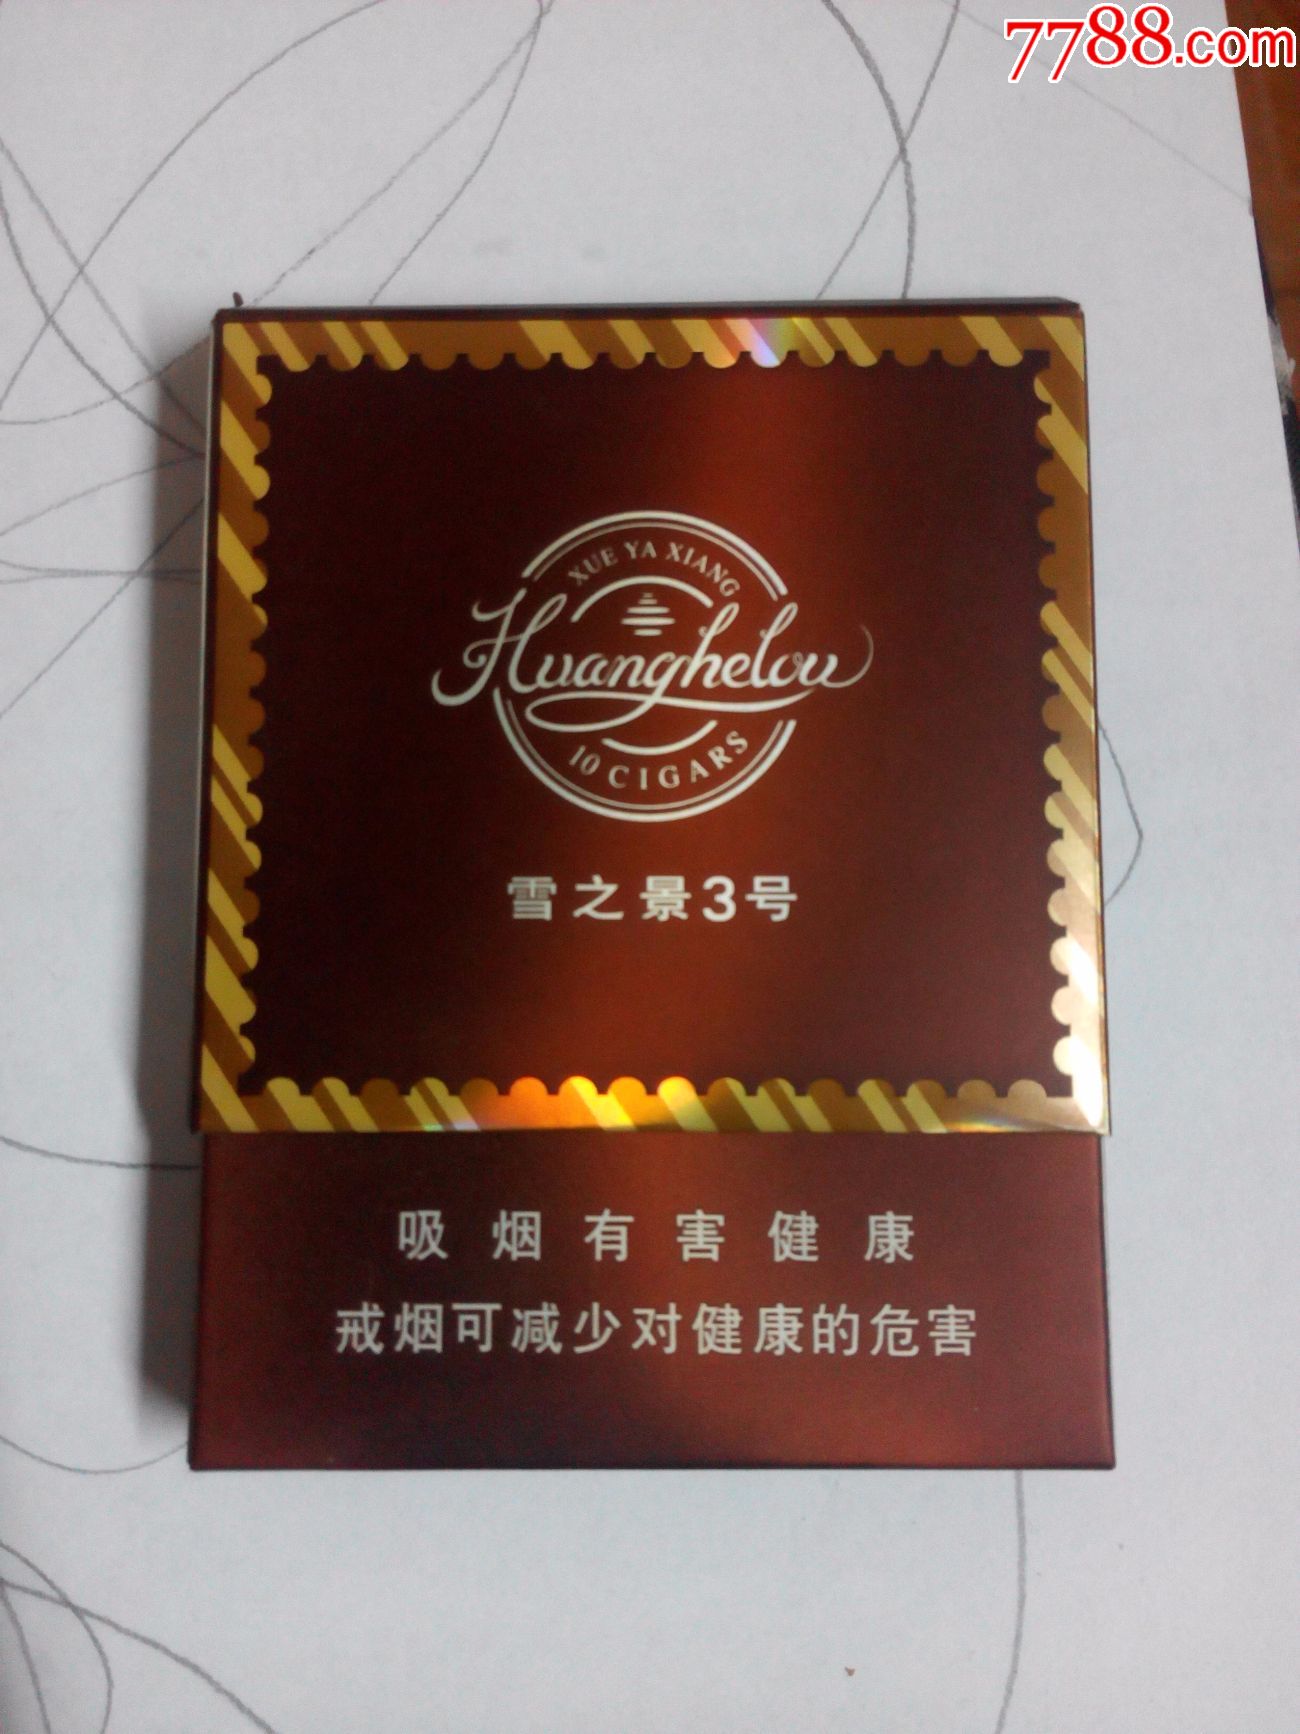 7788.com
XUE YA XIANG
Huanghelou
10 CIGARS
雪之景3号
吸烟有害健康
戒烟可减少对健康的危害